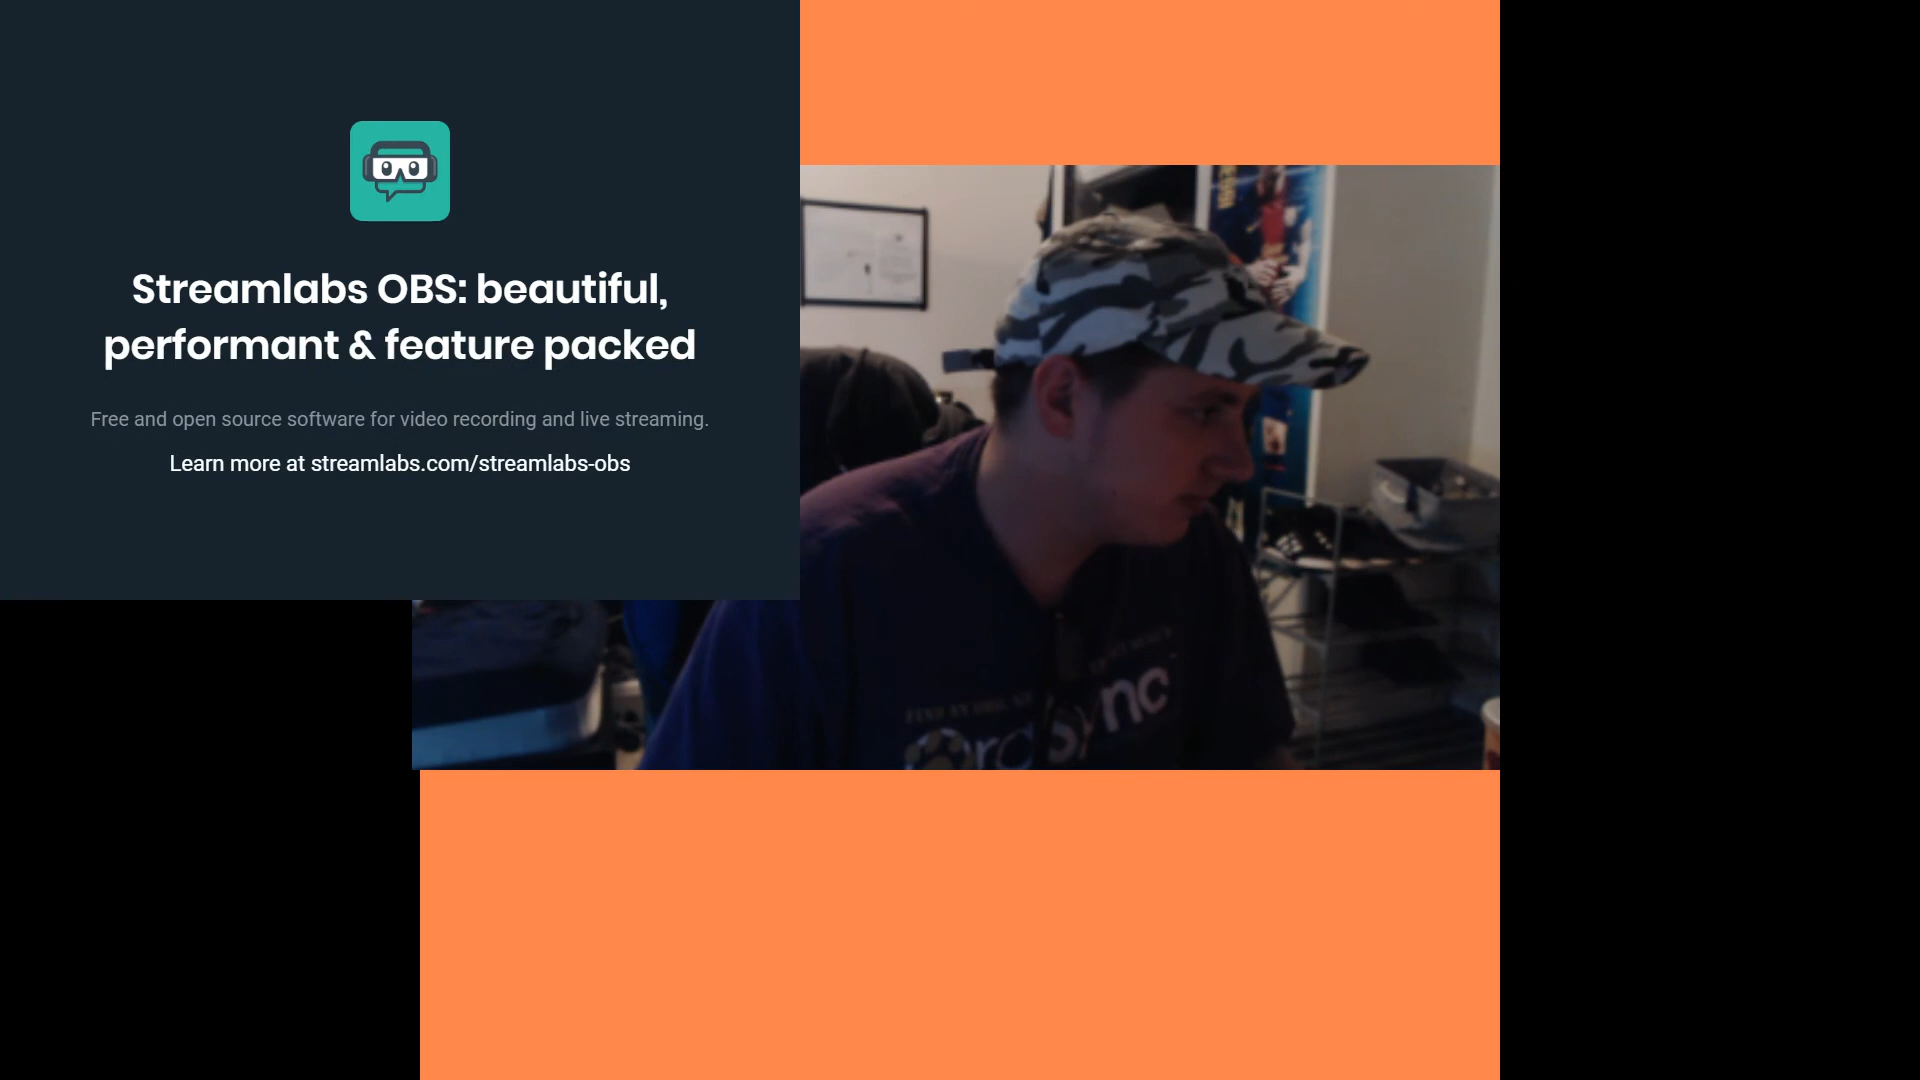 Streamlabs OBS: beautiful,
performant & feature packed
Free and open source software for video recording and live streaming.
Learn more at streamlabs.com/streamlabs-obs